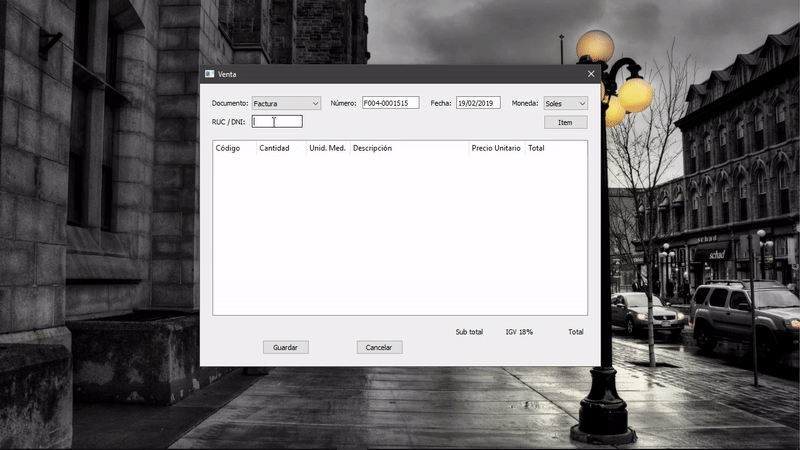 Venta
Documento: Factura Número: F004-0001515 Fecha: 19/02/2019 Moneda: Soles
RUC / DNI: Item
Código Cantidad Unid. Med. Descripción Precio Unitario Total
Sub total IGV 18% Total
Guardar Cancelar
schad
schad